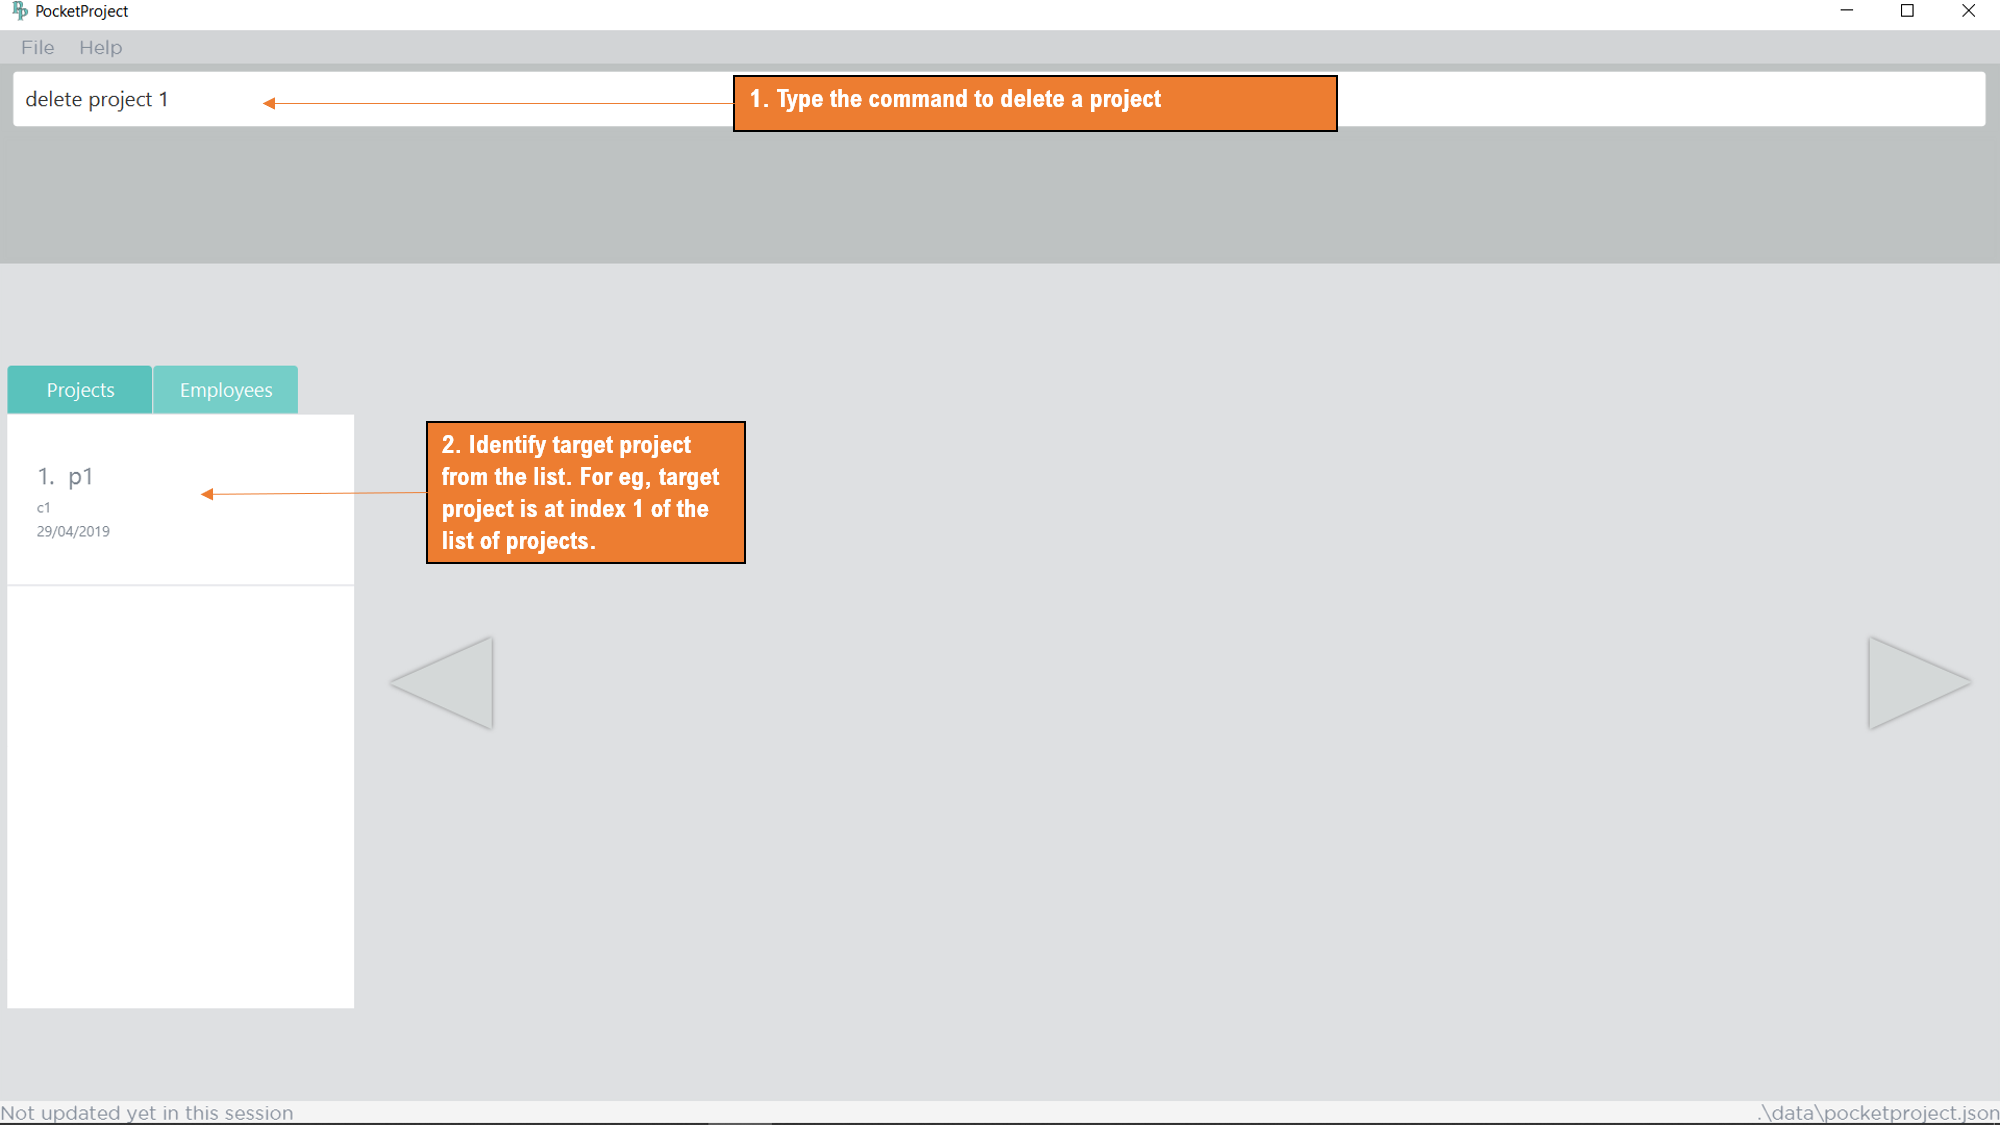 PocketProject
File Help
delete project 1
1. Type the command to delete a project
Projects Employees
1. p1
c1
29/04/2019
2. Identify target project
from the list. For eg, target
project is at index 1 of the
list of projects.
Not updated yet in this session
.\data\pocketproject.json